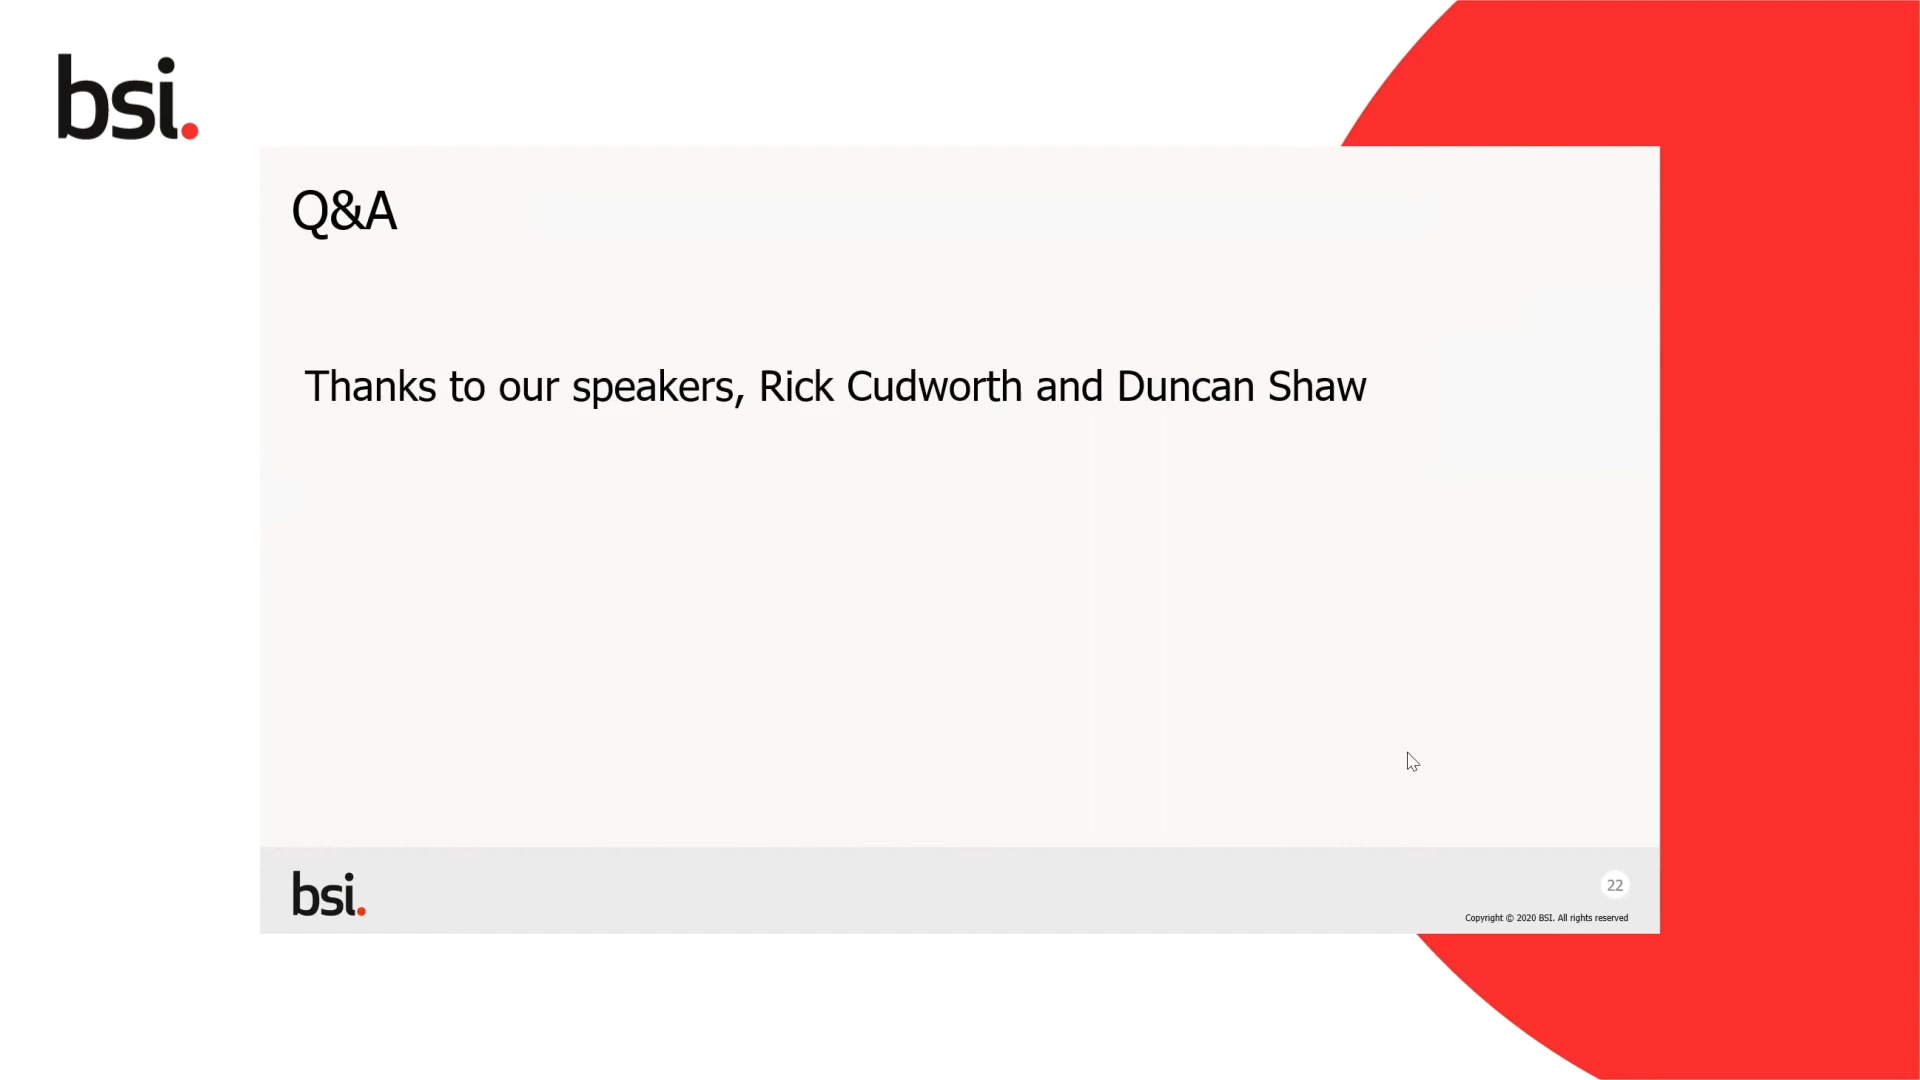 bsi.
Q&A
Thanks to our speakers, Rick Cudworth and Duncan Shaw
bsi.
22
Copyright © 2020 BSI. All rights reserved